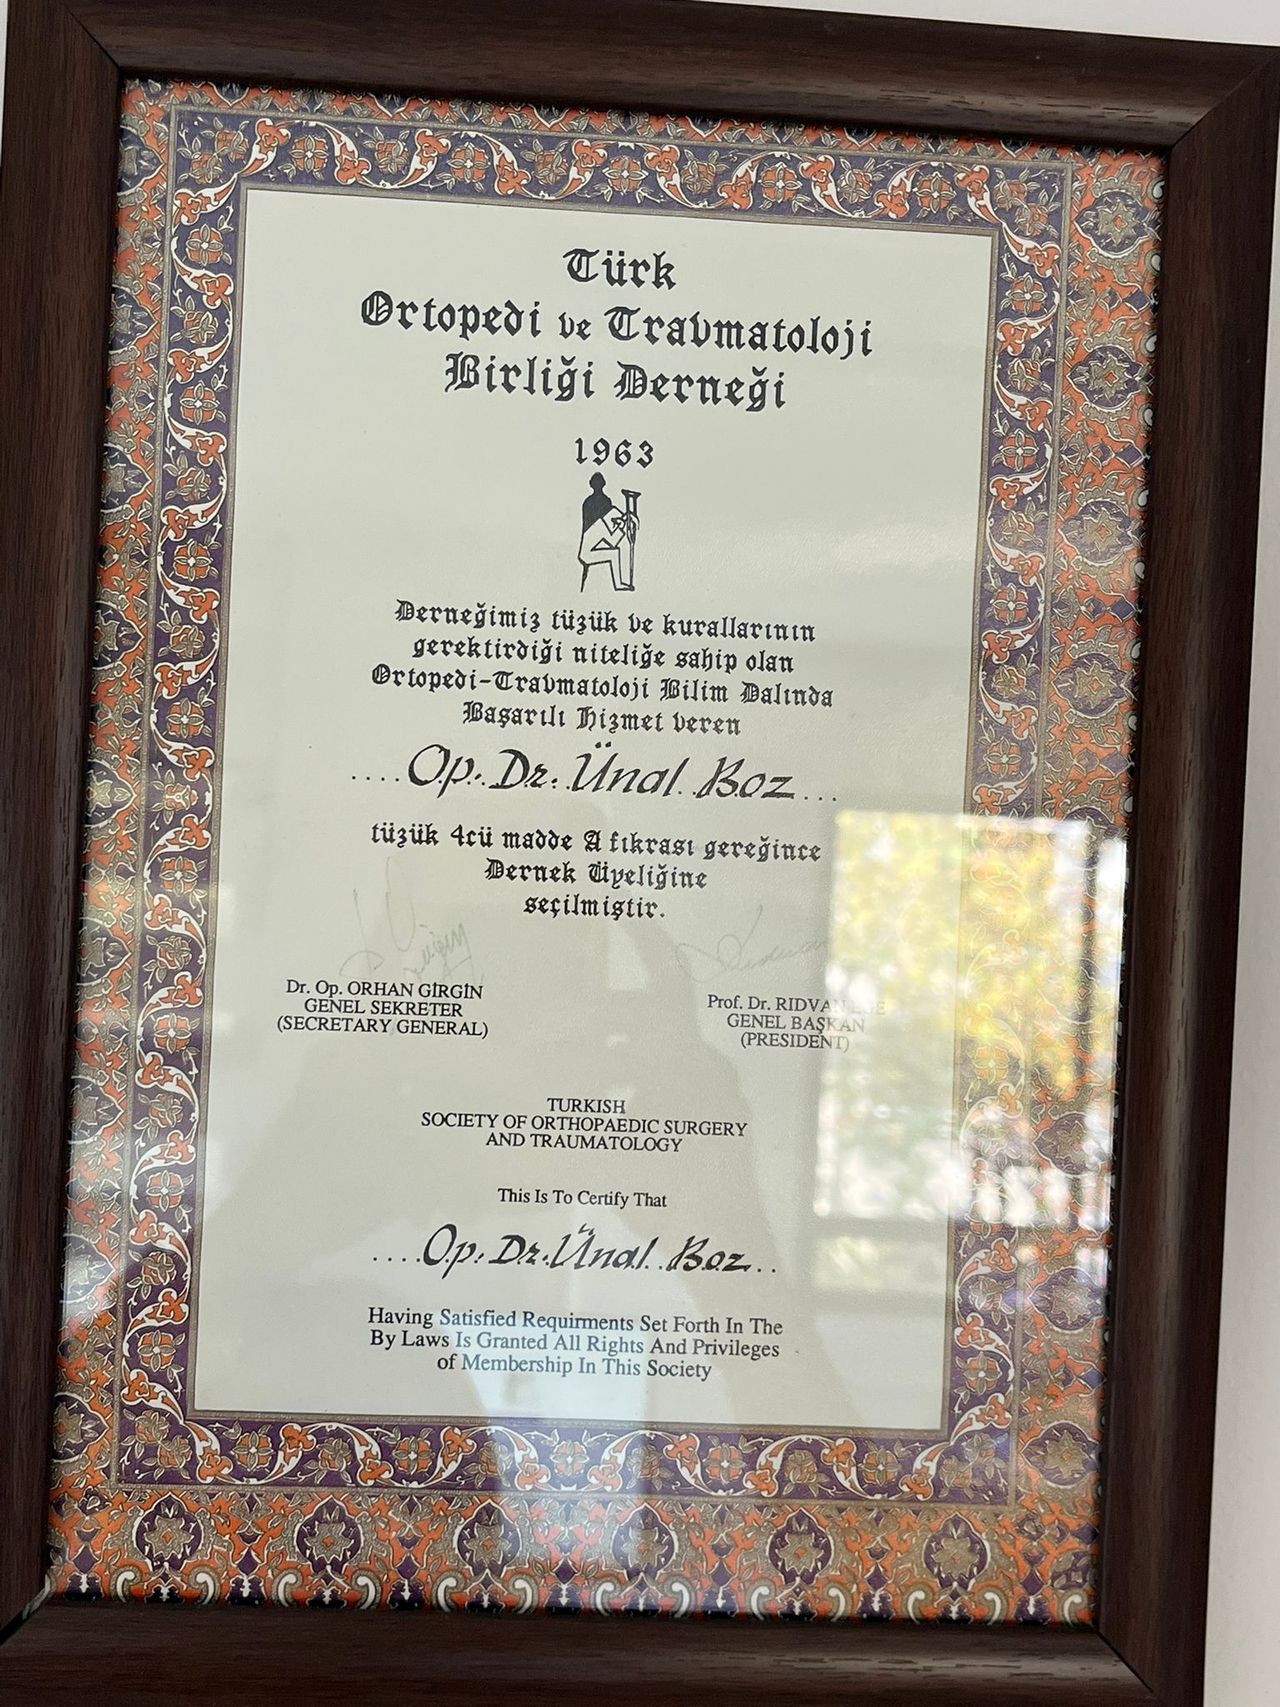 Türk
Ortopedi ve Travmatoloji
Birliği Derneği
1963
Derneğimiz tüzük ve kurallarının
gerektirdiği niteliğe sahip olan
Ortopedi-Travmatoloji Bilim Dalında
Başarılı Hizmet veren
....Op. Dr. Ünal Boz...
tüzük 4cü madde A fıkrası gereğince
Dernek Üyeliğine
seçilmiştir.
Dr. Op. ORHAN GİRGİN
GENEL SEKRETER
(SECRETARY GENERAL)
Prof. Dr. RIDVAN EGE
GENEL BAŞKAN
(PRESIDENT)
TURKISH
SOCIETY OF ORTHOPAEDIC SURGERY
AND TRAUMATOLOGY
This Is To Certify That
....Op. Dr. Ünal Boz..
Having Satisfied Requirments Set Forth In The
By Laws Is Granted All Rights And Privileges
of Membership In This Society